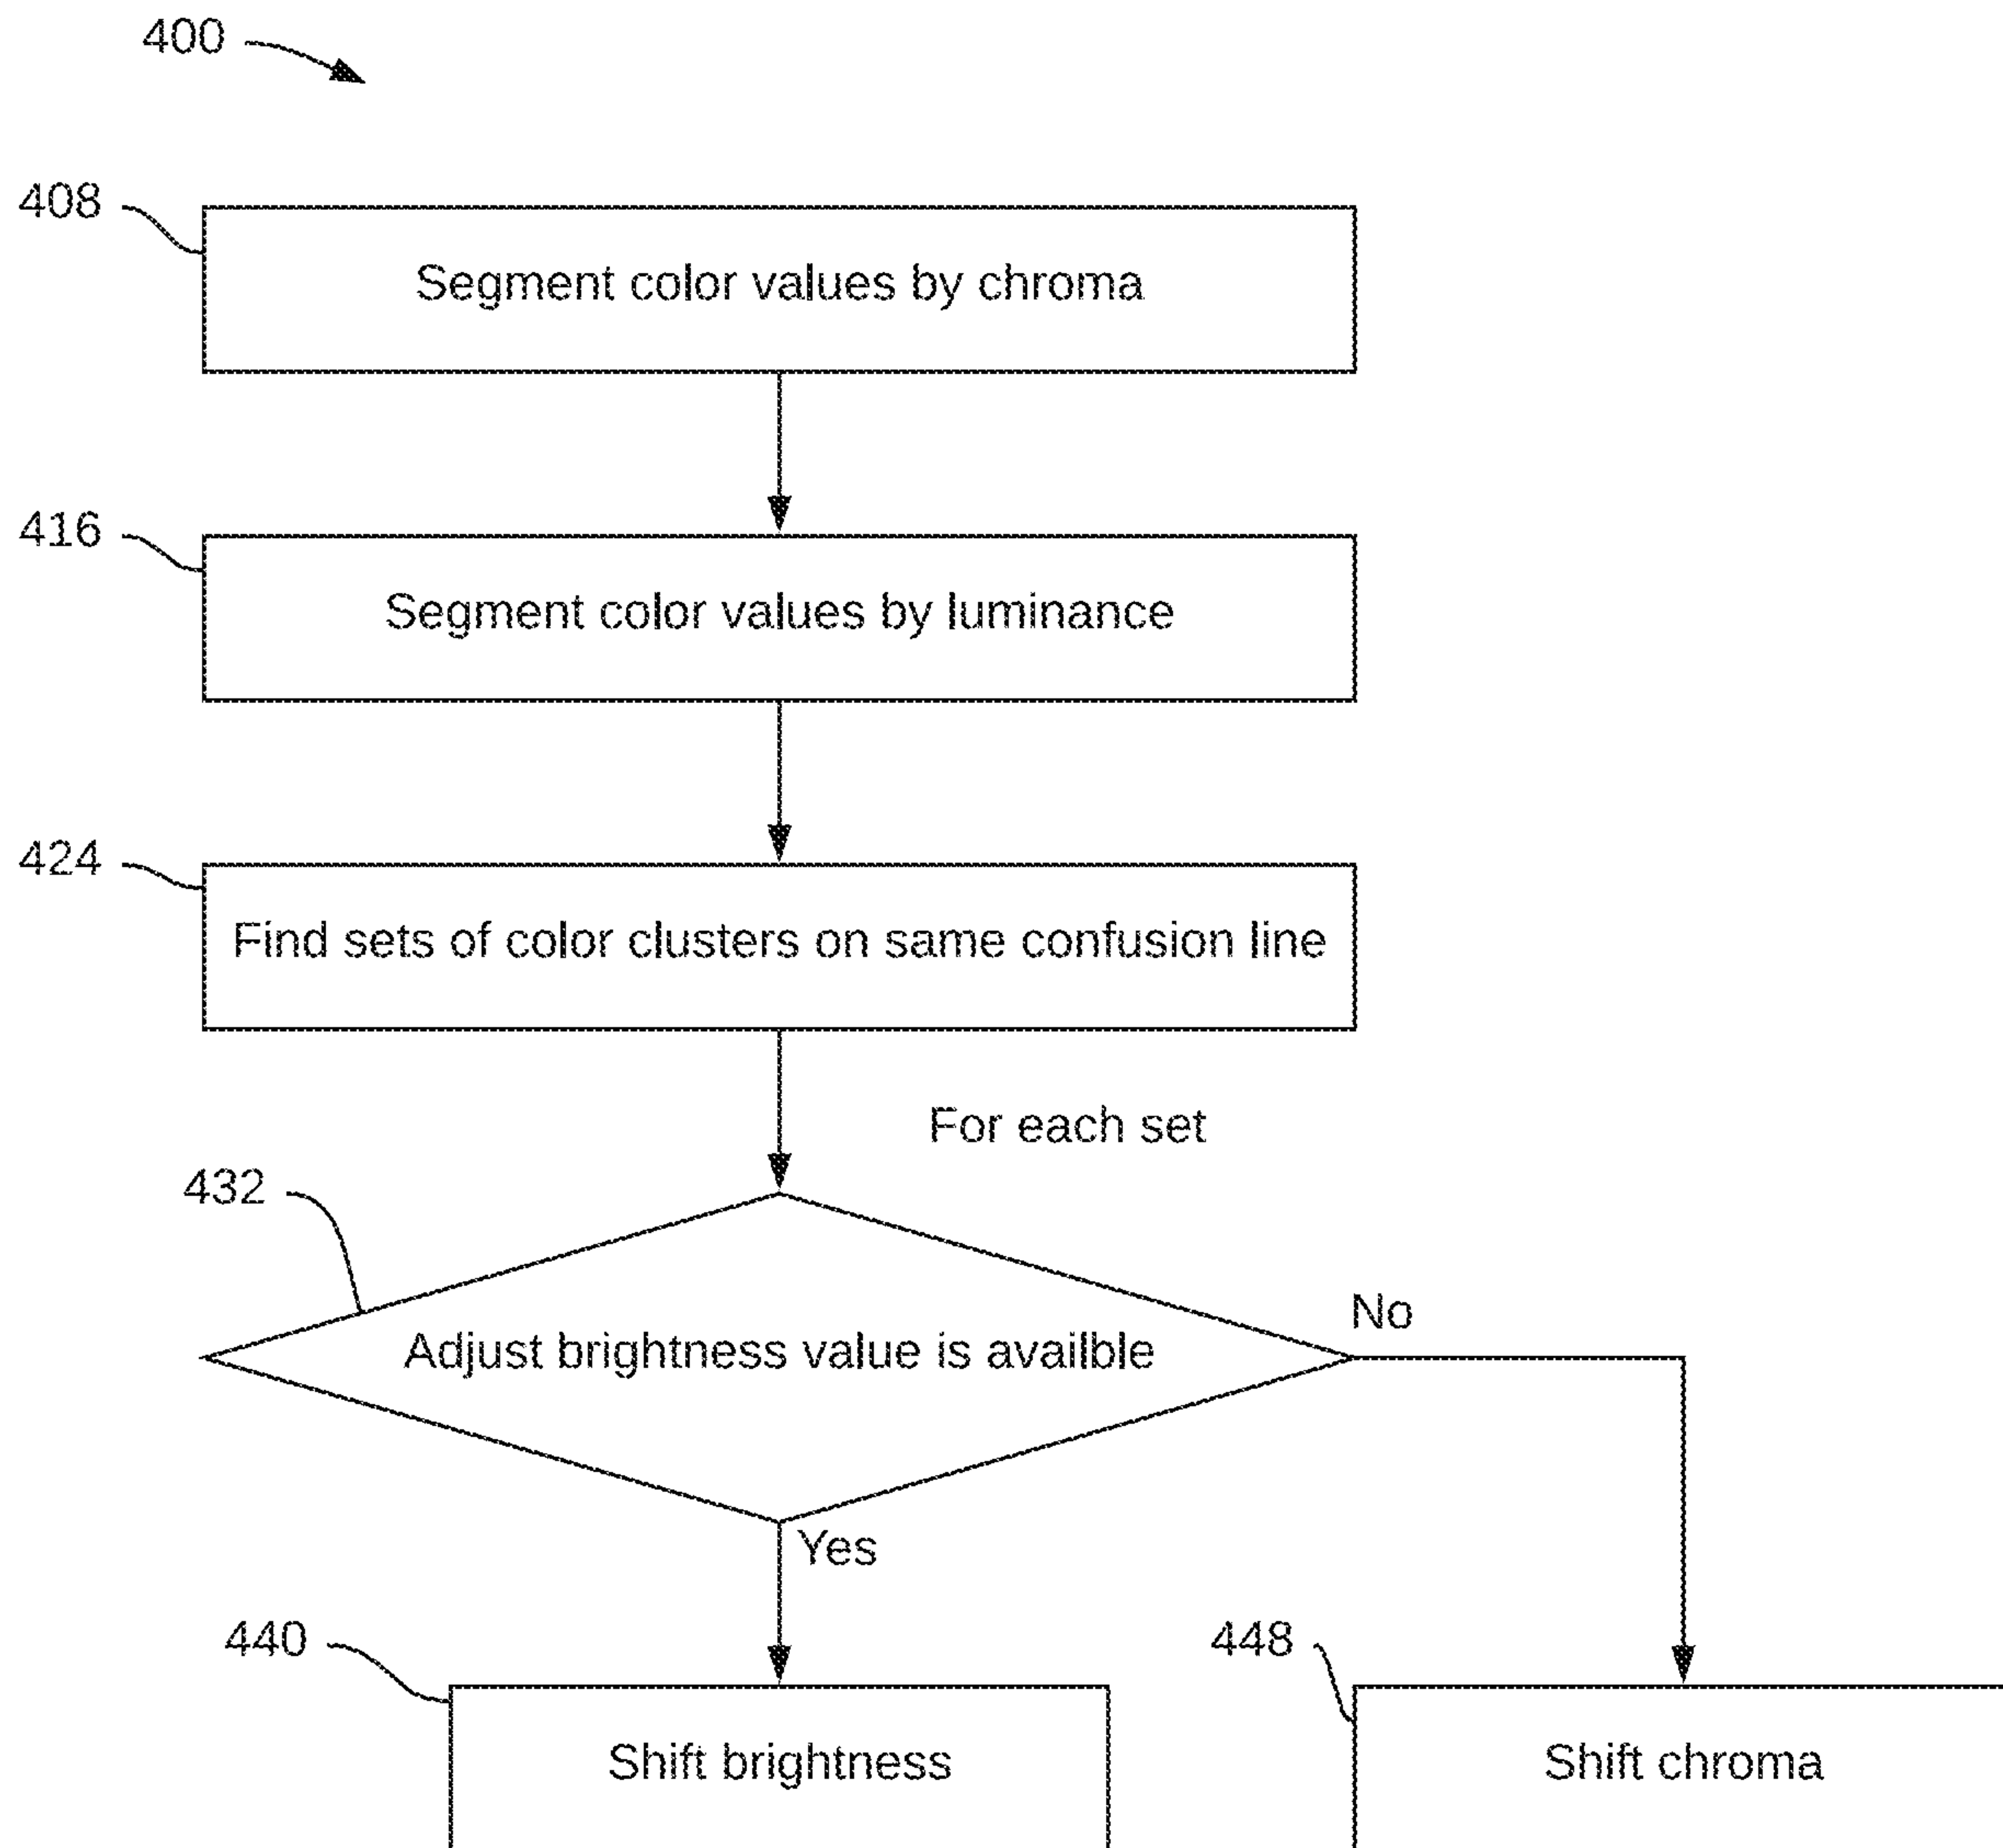 400
408
Segment color values by chroma
416
Segment color values by luminance
424
Find sets of color clusters on same confusion line
For each set
432
Adjust brightness value is availble
No
Yes
440
Shift brightness
448
Shift chroma